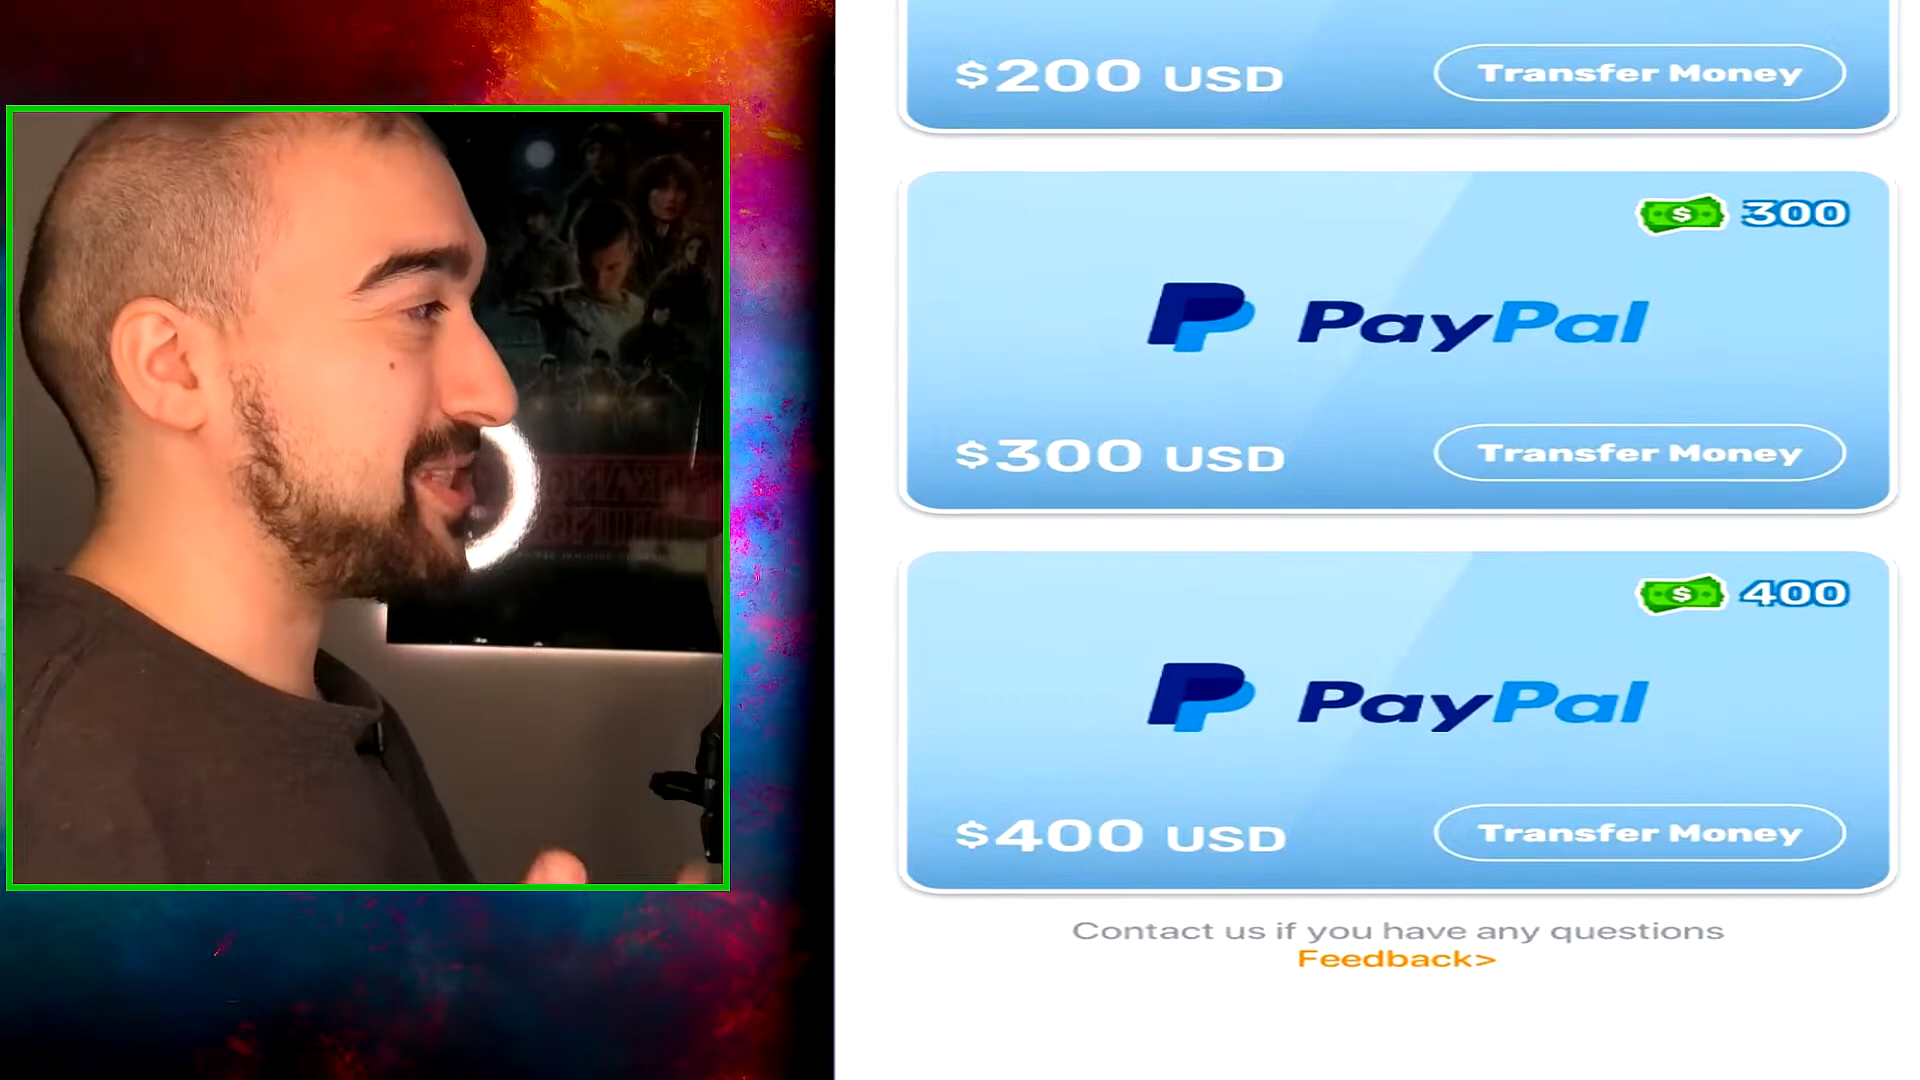 $200 USD
Transfer Money
300
PayPal
$300 USD
Transfer Money
400
PayPal
$400 USD
Transfer Money
Contact us if you have any questions
Feedback>